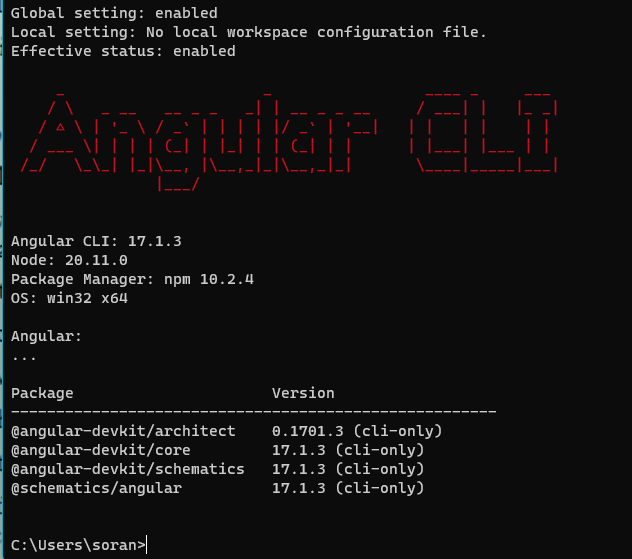 Global setting: enabled
Local setting: No local workspace configuration file.
Effective status: enabled
Angular CLI
Angular CLI: 17.1.3
Node: 20.11.0
Package Manager: npm 10.2.4
OS: win32 x64
Angular:
...
Package                      Version
------------------------------------------------------
@angular-devkit/architect    0.1701.3 (cli-only)
@angular-devkit/core         17.1.3 (cli-only)
@angular-devkit/schematics   17.1.3 (cli-only)
@schematics/angular          17.1.3 (cli-only)
C:\Users\soran>